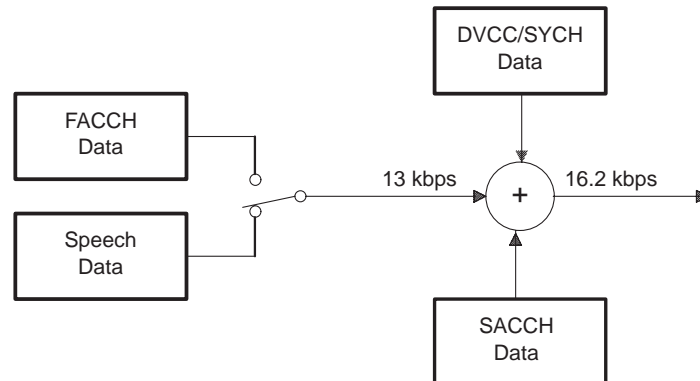 DVCC/SYCH
Data
FACCH
Data
13 kbps
+
16.2 kbps
Speech
Data
SACCH
Data